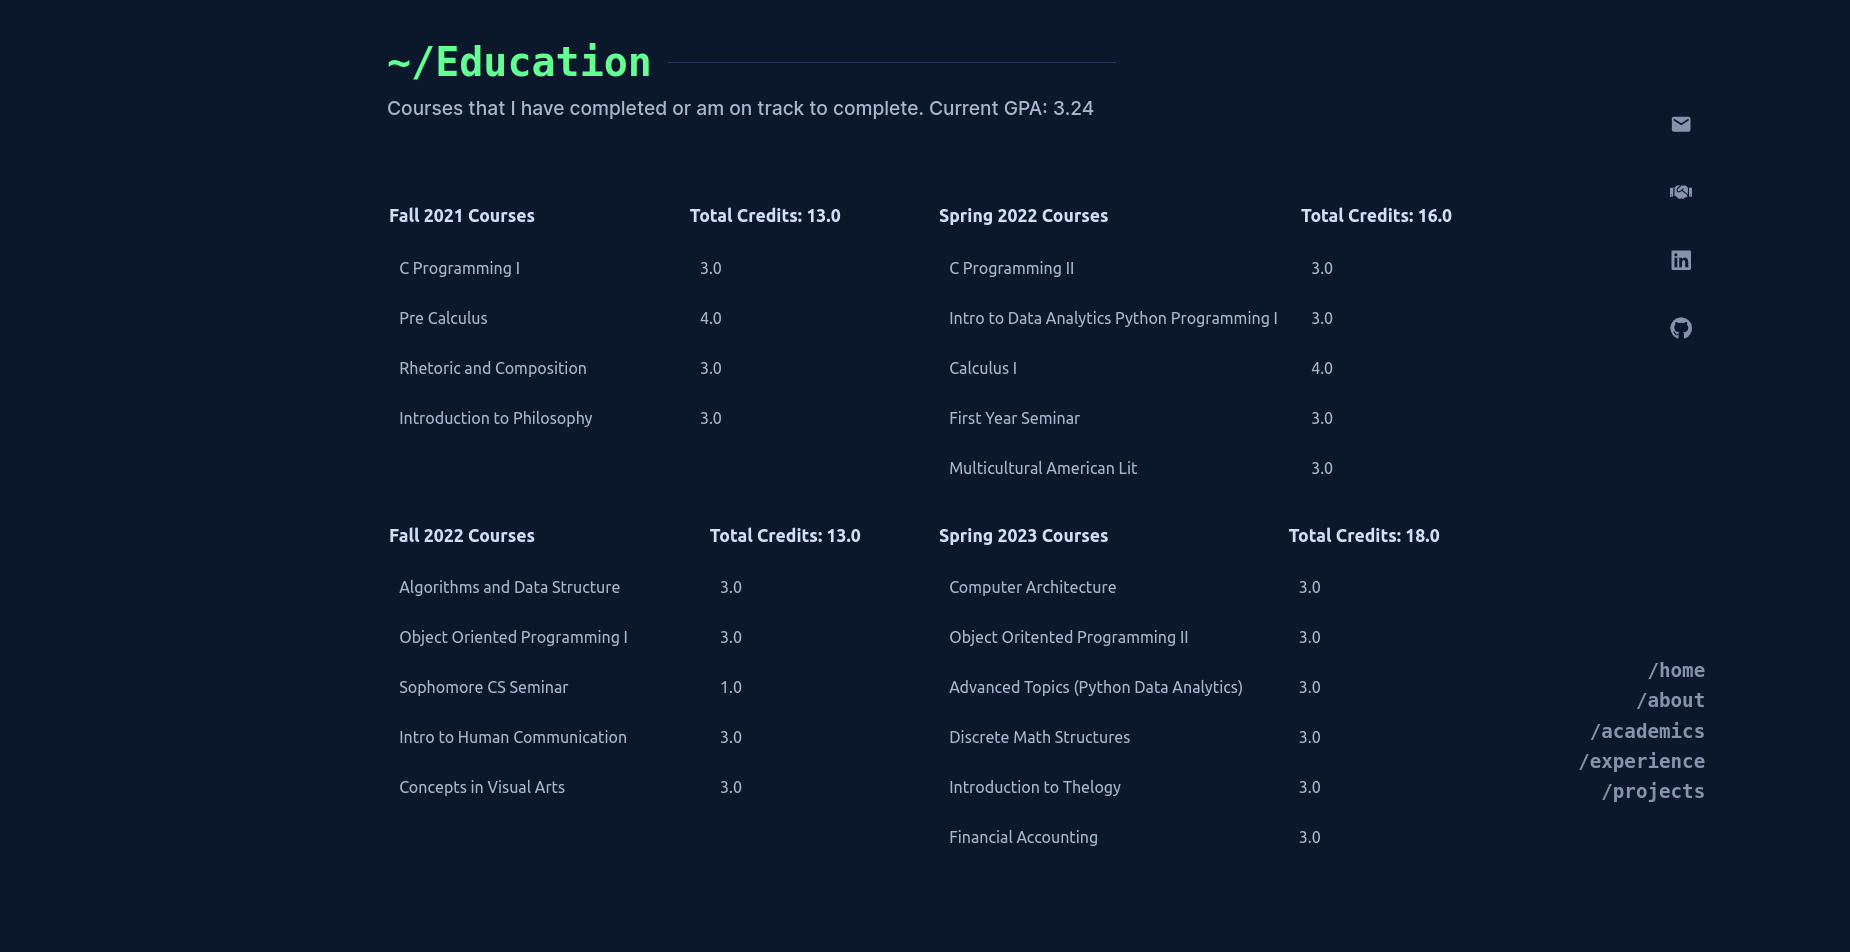 ~/Education
Courses that I have completed or am on track to complete. Current GPA: 3.24
Fall 2021 Courses Total Credits: 13.0
C Programming I 3.0
Pre Calculus 4.0
Rhetoric and Composition 3.0
Introduction to Philosophy 3.0
Spring 2022 Courses Total Credits: 16.0
C Programming II 3.0
Intro to Data Analytics Python Programming I 3.0
Calculus I 4.0
First Year Seminar 3.0
Multicultural American Lit 3.0
Fall 2022 Courses Total Credits: 13.0
Algorithms and Data Structure 3.0
Object Oriented Programming I 3.0
Sophomore CS Seminar 1.0
Intro to Human Communication 3.0
Concepts in Visual Arts 3.0
Spring 2023 Courses Total Credits: 18.0
Computer Architecture 3.0
Object Oritented Programming II 3.0
Advanced Topics (Python Data Analytics) 3.0
Discrete Math Structures 3.0
Introduction to Thelogy 3.0
Financial Accounting 3.0
in
/home
/about
/academics
/experience
/projects